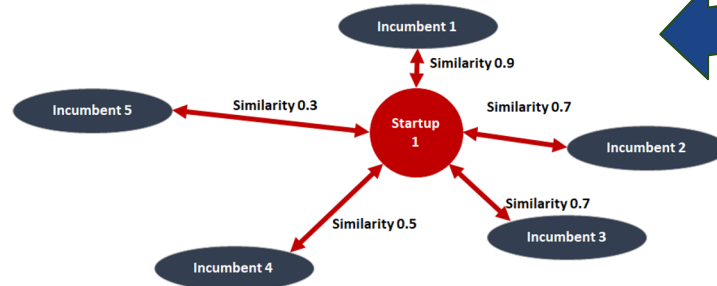 Incumbent 1
Similarity 0.9
Similarity 0.3
Similarity 0.7
Incumbent 5
Startup
1
Incumbent 2
Similarity 0.7
Similarity 0.5
Incumbent 3
Incumbent 4